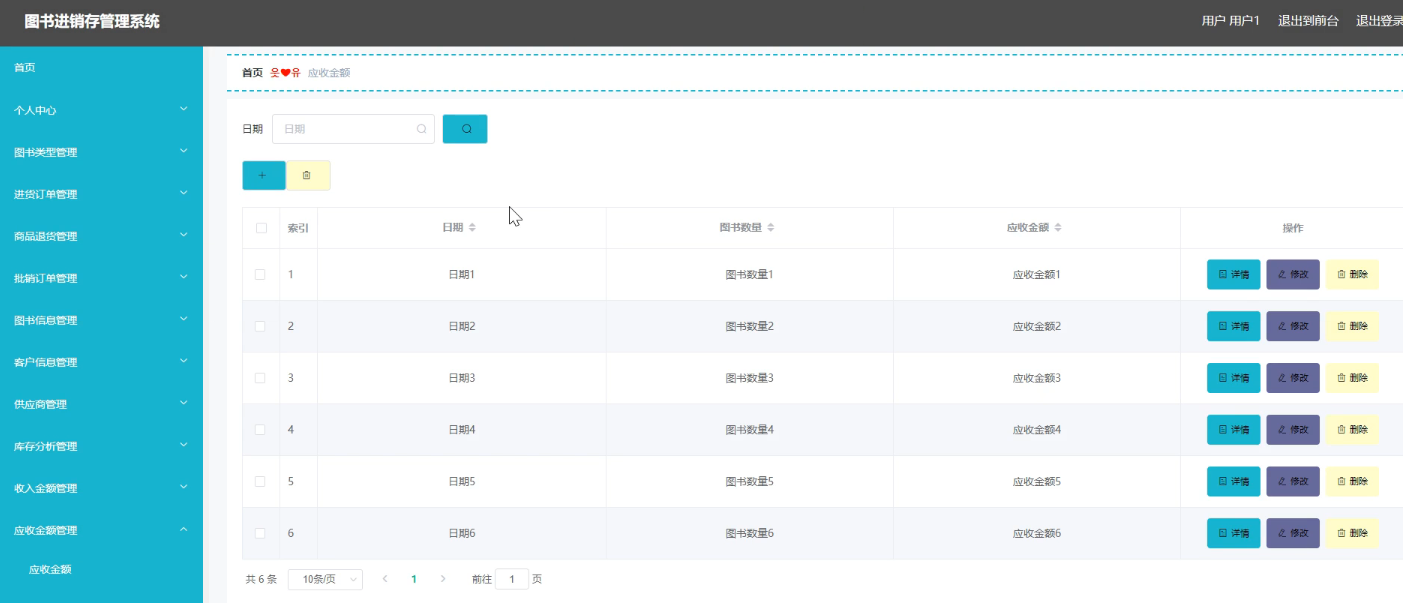 图书进销存管理系统
用户 用户1 退出到前台 退出登录
首页
个人中心
图书类型管理
进货订单管理
商品退货管理
批销订单管理
图书信息管理
客户信息管理
供应商管理
库存分析管理
收入金额管理
应收金额管理
应收金额
首页 웃❤유 应收金额
日期 日期
索引 日期 图书数量 应收金额 操作
1 日期1 图书数量1 应收金额1 详情 修改 删除
2 日期2 图书数量2 应收金额2 详情 修改 删除
3 日期3 图书数量3 应收金额3 详情 修改 删除
4 日期4 图书数量4 应收金额4 详情 修改 删除
5 日期5 图书数量5 应收金额5 详情 修改 删除
6 日期6 图书数量6 应收金额6 详情 修改 删除
共 6 条 10条/页 1 前往 1 页